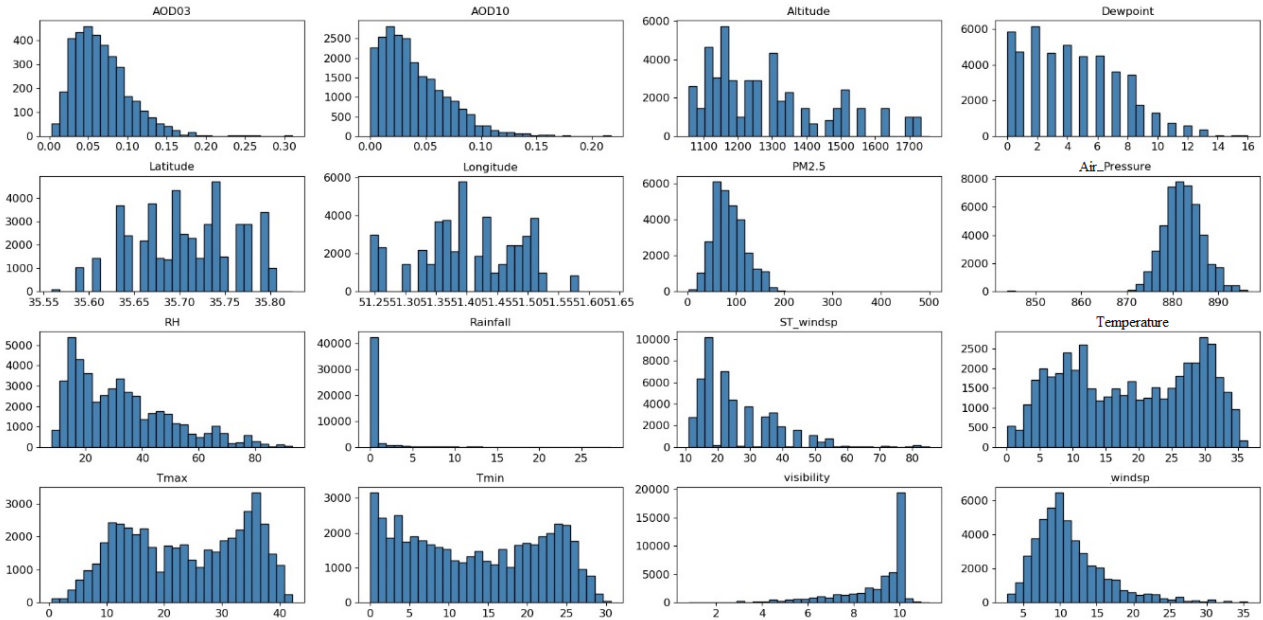 AOD03
400
300
200
100
0
0.00 0.05 0.10 0.15 0.20 0.25 0.30
AOD10
2500
2000
1500
1000
500
0
0.00 0.05 0.10 0.15 0.20
Altitude
6000
4000
2000
0
1100 1200 1300 1400 1500 1600 1700
Dewpoint
6000
4000
2000
0
0 2 4 6 8 10 12 14 16
Latitude
4000
3000
2000
1000
0
35.55 35.60 35.65 35.70 35.75 35.80
Longitude
6000
4000
2000
0
51.25 51.30 51.35 51.40 51.45 51.50 51.55 51.60 51.65
PM2.5
6000
4000
2000
0
0 100 200 300 400 500
Air_Pressure
8000
6000
4000
2000
0
850 860 870 880 890
RH
5000
4000
3000
2000
1000
0
20 40 60 80
Rainfall
40000
30000
20000
10000
0
0 5 10 15 20 25
ST_windsp
10000
8000
6000
4000
2000
0
10 20 30 40 50 60 70 80
Temperature
2500
2000
1500
1000
500
0
0 5 10 15 20 25 30 35
Tmax
3000
2000
1000
0
0 10 20 30 40
Tmin
3000
2000
1000
0
0 5 10 15 20 25 30
visibility
20000
15000
10000
5000
0
2 4 6 8 10
windsp
6000
4000
2000
0
5 10 15 20 25 30 35